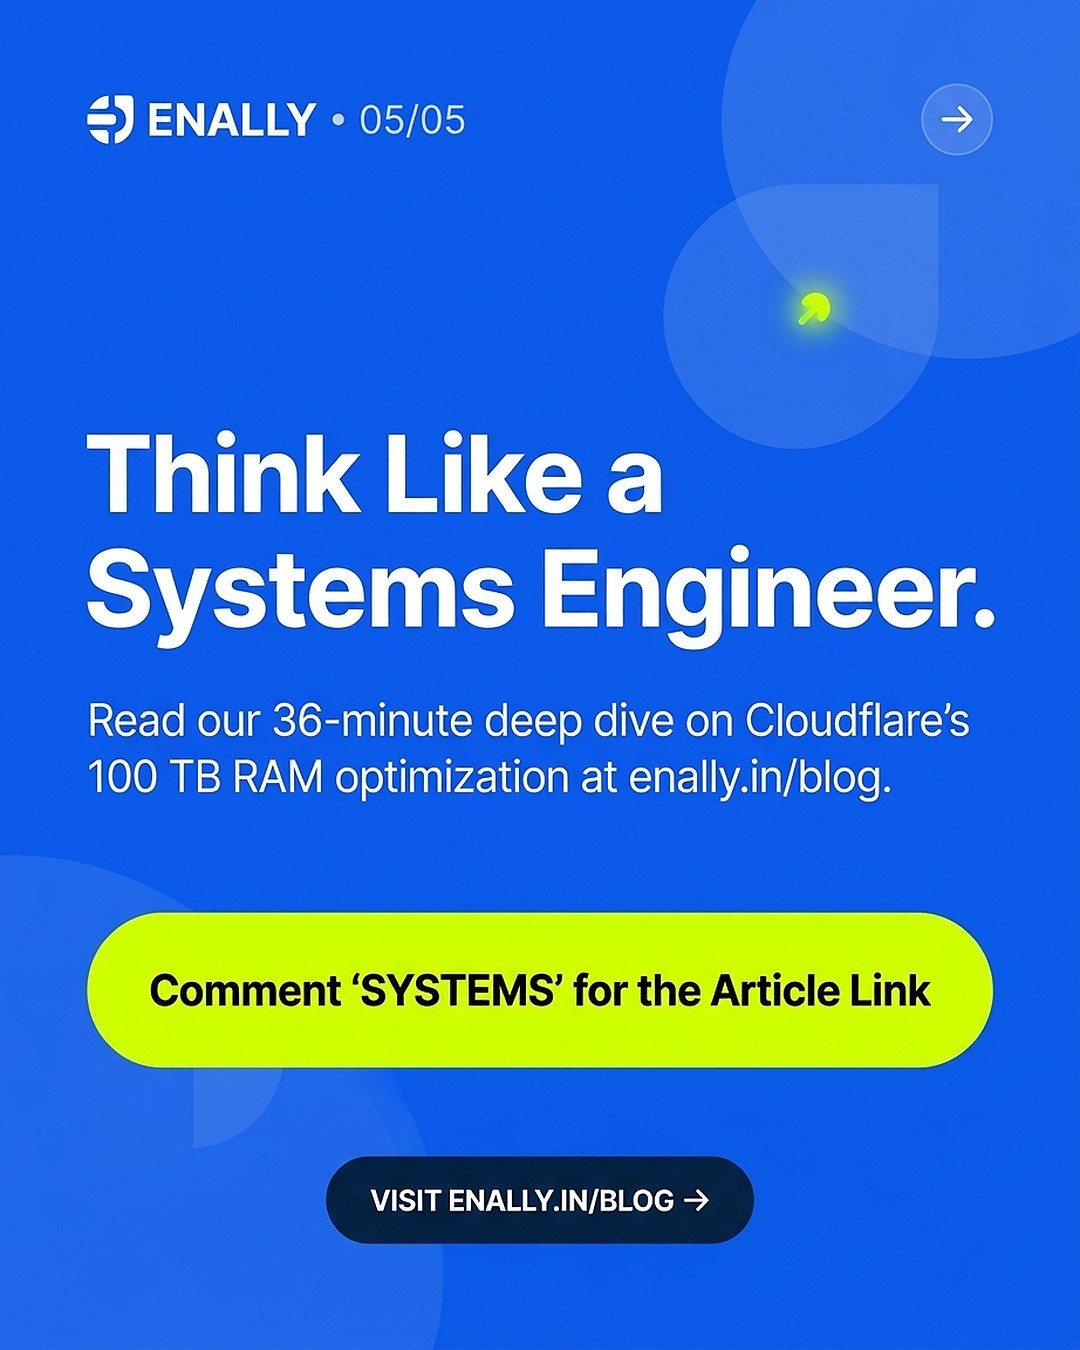 ENALLY • 05/05
Think Like a
Systems Engineer.
Read our 36-minute deep dive on Cloudflare’s
100 TB RAM optimization at enally.in/blog.
Comment ‘SYSTEMS’ for the Article Link
VISIT ENALLY.IN/BLOG →